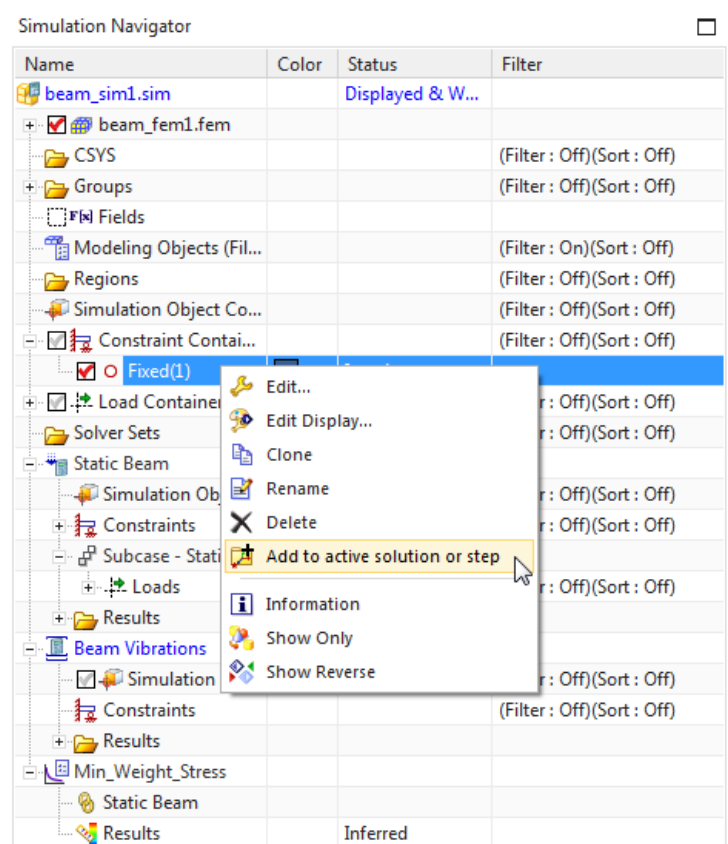 Simulation Navigator
Name Color Status Filter
beam_sim1.sim Displayed & W...
beam_fem1.fem
CSYS (Filter : Off)(Sort : Off)
Groups (Filter : Off)(Sort : Off)
F[x] Fields
Modeling Objects (Fil... (Filter : On)(Sort : Off)
Regions (Filter : Off)(Sort : Off)
Simulation Object Co... (Filter : Off)(Sort : Off)
Constraint Contai... (Filter : Off)(Sort : Off)
Fixed(1)
Edit...
Load Container r : Off)(Sort : Off)
Edit Display...
Solver Sets r : Off)(Sort : Off)
Clone
Static Beam
Rename
Simulation Ob r : Off)(Sort : Off)
Delete
Constraints r : Off)(Sort : Off)
Add to active solution or step
Subcase - Stati
Loads r : Off)(Sort : Off)
Information
Results
Show Only
Beam Vibrations
Show Reverse
Simulation r : Off)(Sort : Off)
Constraints (Filter : Off)(Sort : Off)
Results
Min_Weight_Stress
Static Beam
Results Inferred